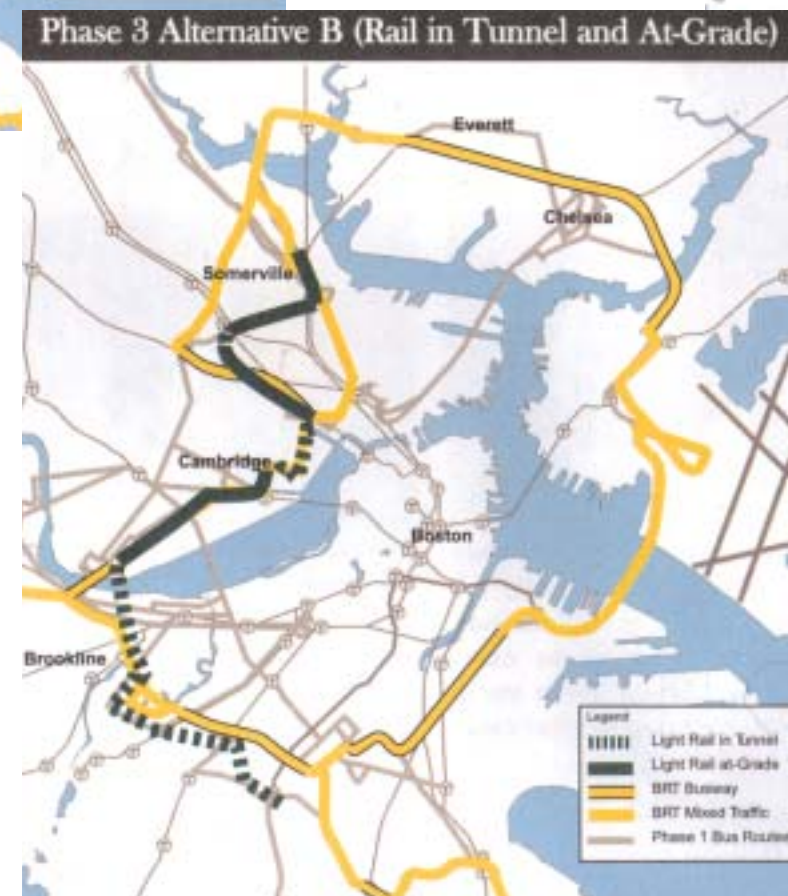 Phase 3 Alternative B (Rail in Tunnel and At-Grade)
Everett
Chelsea
Somerville
Cambridge
Boston
Brookline
Legend
Light Rail in Tunnel
Light Rail at-Grade
BRT Busway
BRT Mixed Traffic
Phase 1 Bus Routes